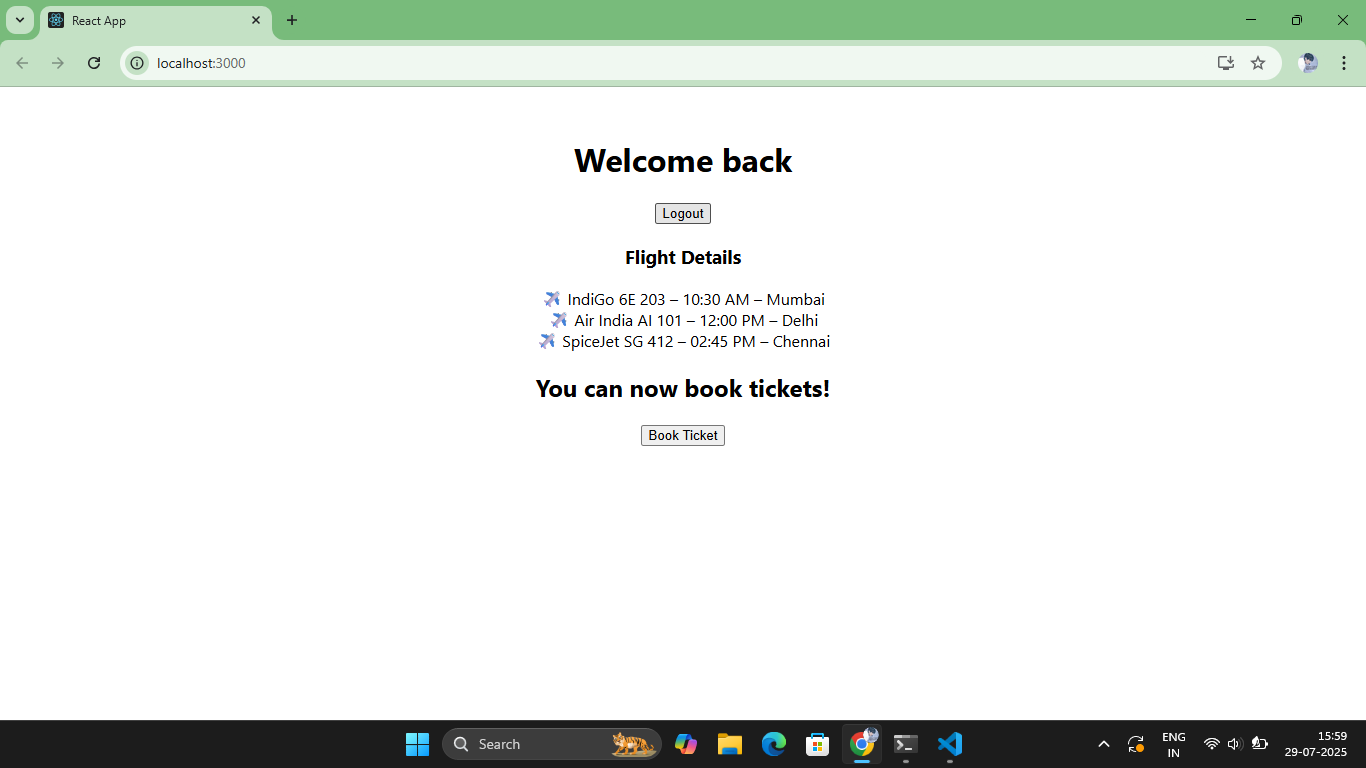 React App
localhost:3000
Welcome back
Logout
Flight Details
✈️ IndiGo 6E 203 – 10:30 AM – Mumbai
✈️ Air India AI 101 – 12:00 PM – Delhi
✈️ SpiceJet SG 412 – 02:45 PM – Chennai
You can now book tickets!
Book Ticket
Search
ENG
IN
15:59
29-07-2025